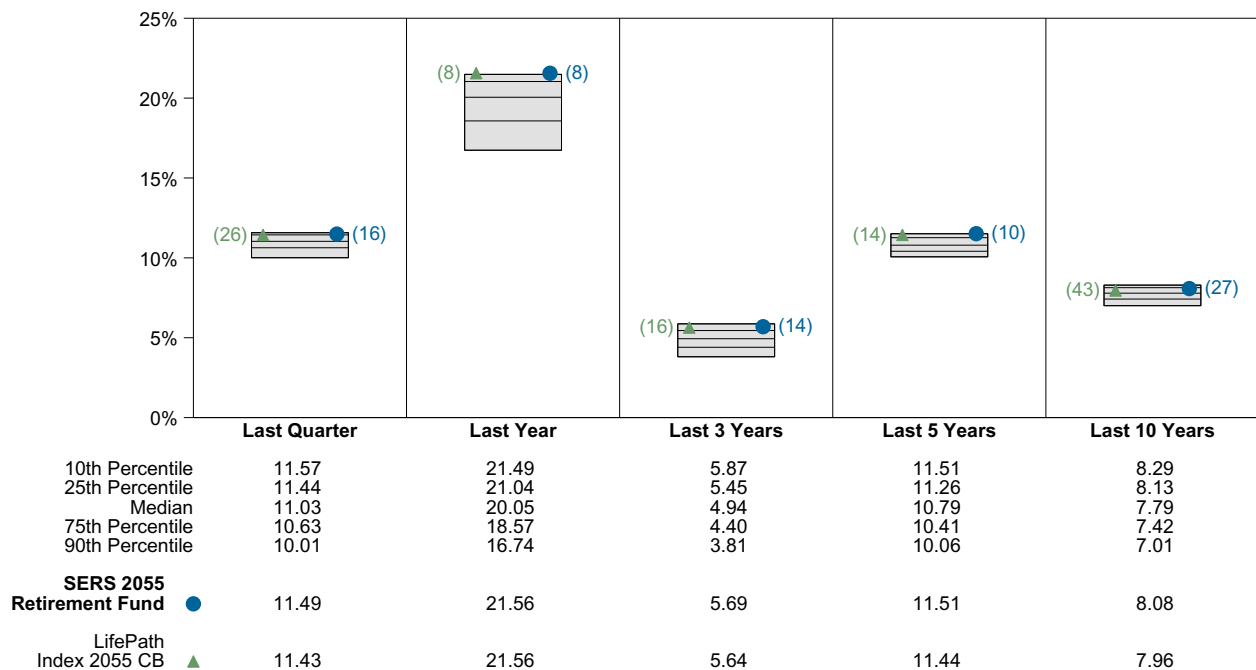 25%
20%
15%
10%
5%
0%
(26) (16)
(8) (8)
(16) (14)
(14) (10)
(43) (27)
Last Quarter Last Year Last 3 Years Last 5 Years Last 10 Years
10th Percentile 11.57 21.49 5.87 11.51 8.29
25th Percentile 11.44 21.04 5.45 11.26 8.13
Median 11.03 20.05 4.94 10.79 7.79
75th Percentile 10.63 18.57 4.40 10.41 7.42
90th Percentile 10.01 16.74 3.81 10.06 7.01
SERS 2055
Retirement Fund 11.49 21.56 5.69 11.51 8.08
LifePath
Index 2055 CB 11.43 21.56 5.64 11.44 7.96